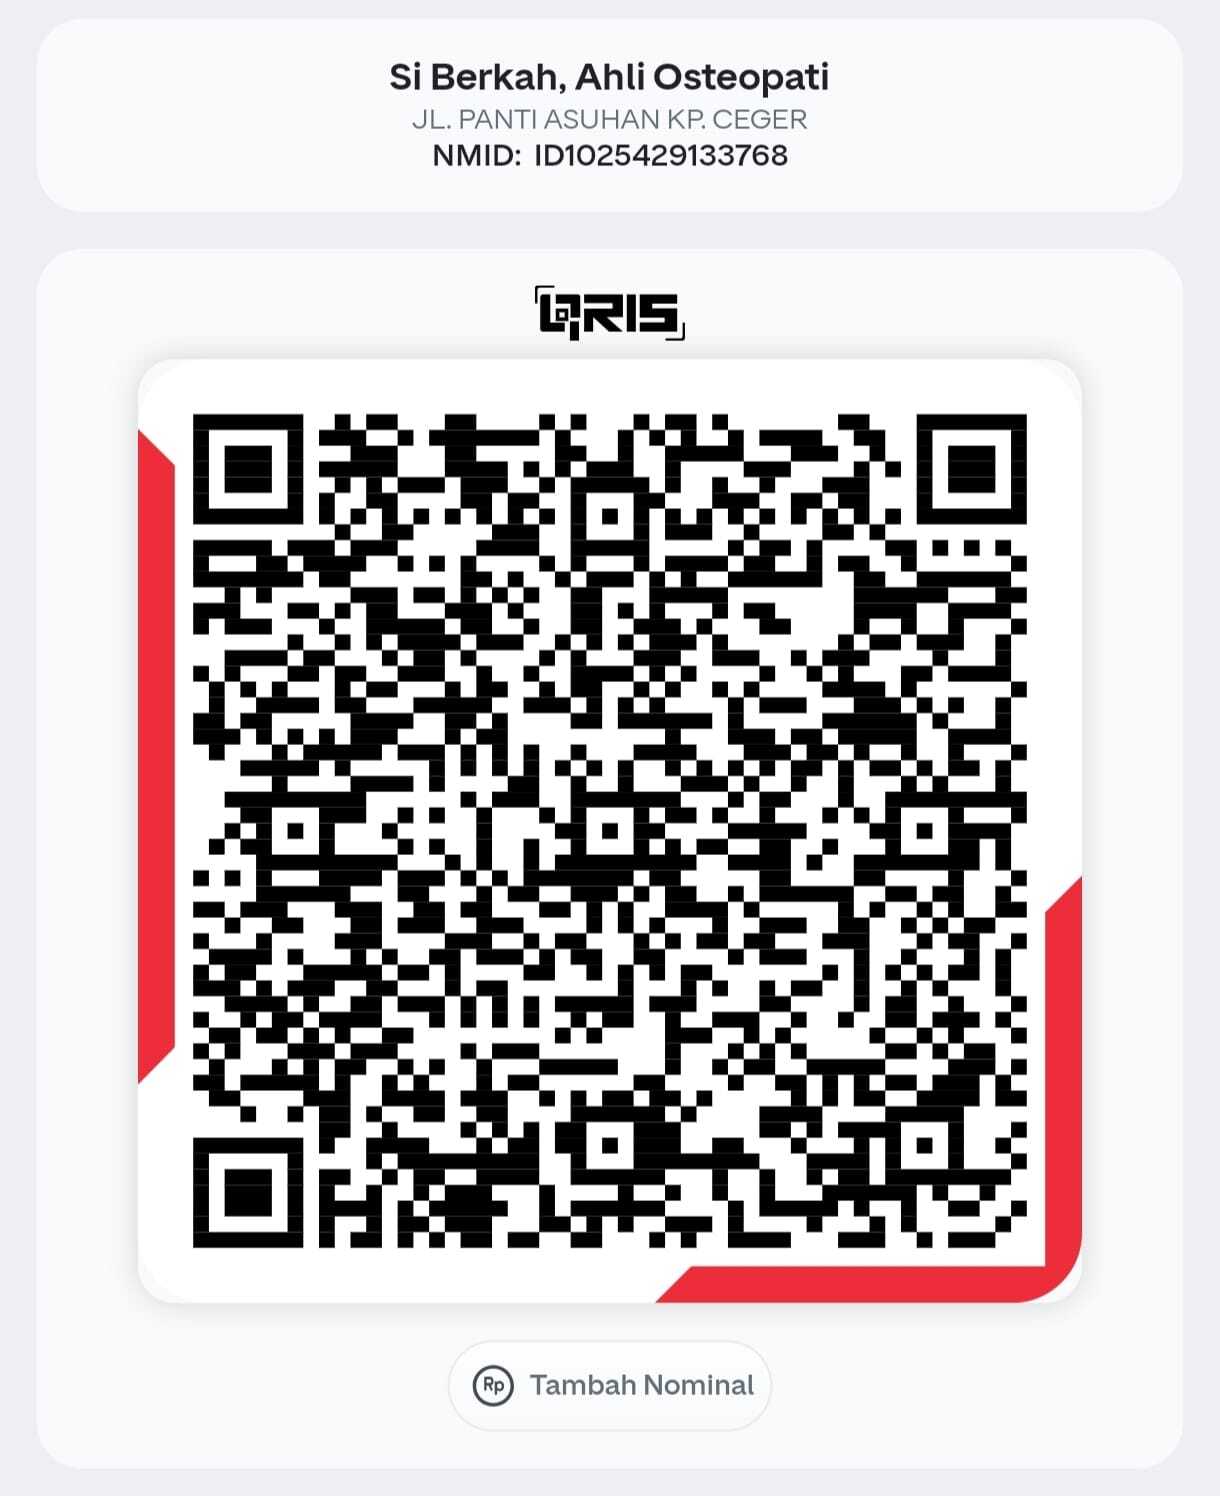 Si Berkah, Ahli Osteopati
JL. PANTI ASUHAN KP. CEGER
NMID: ID1025429133768
QRIS
Rp Tambah Nominal